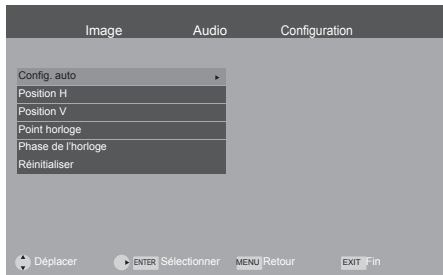 Image Audio Configuration
Config. auto
Position H
Position V
Point horloge
Phase de l'horloge
Réinitialiser
Déplacer ENTER Sélectionner MENU Retour EXIT Fin